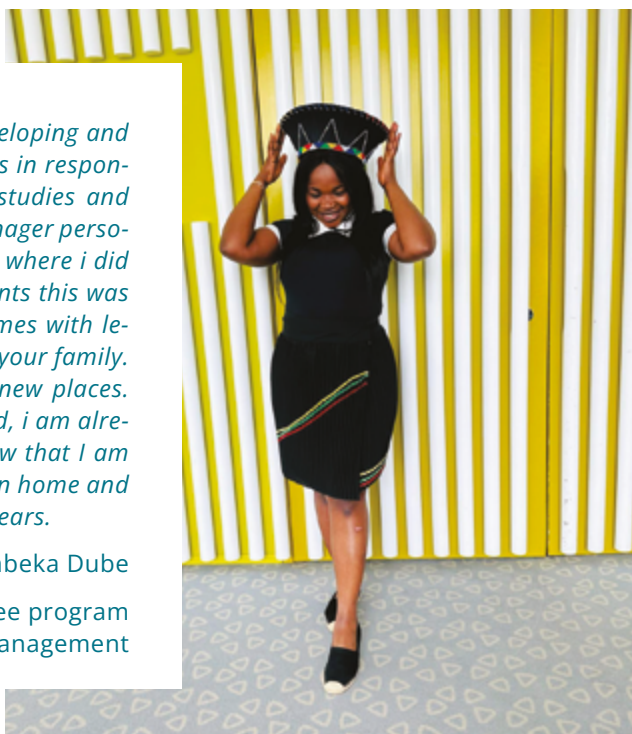 eloping and
s in respon-
studies and
nager perso-
where i did
nts this was
mes with le-
your family.
new places.
d, i am alre-
w that I am
n home and
ears.
beka Dube
ee program
anagement